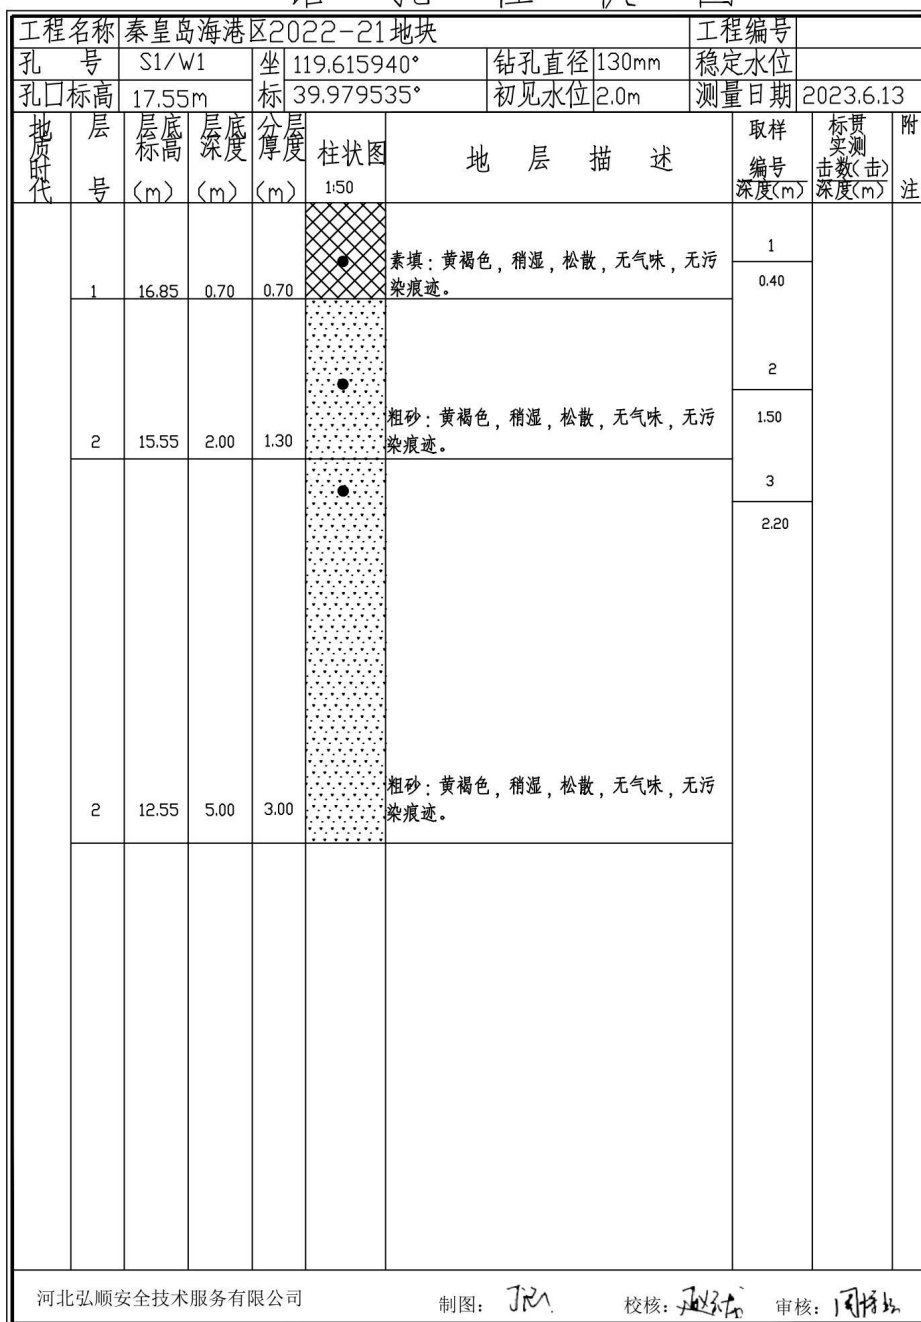 工程名称 秦皇岛海港区2022-21地块 工程编号
孔 号 S1/W1 坐 119.615940° 钻孔直径 130mm 稳定水位
孔口标高 17.55m 标 39.979535° 初见水位 2.0m 测量日期 2023.6.13
地质时代 层号 层底标高(m) 层底深度(m) 分层厚度(m) 柱状图 1:50 地 层 描 述 取样编号 深度(m) 标贯实测击数(击) 深度(m) 附注
1
素填：黄褐色，稍湿，松散，无气味，无污
1 16.85 0.70 0.70 染痕迹。 0.40
2
粗砂：黄褐色，稍湿，松散，无气味，无污 1.50
2 15.55 2.00 1.30 染痕迹。
3
2.20
粗砂：黄褐色，稍湿，松散，无气味，无污
2 12.55 5.00 3.00 染痕迹。
河北弘顺安全技术服务有限公司 制图： 校核： 审核：